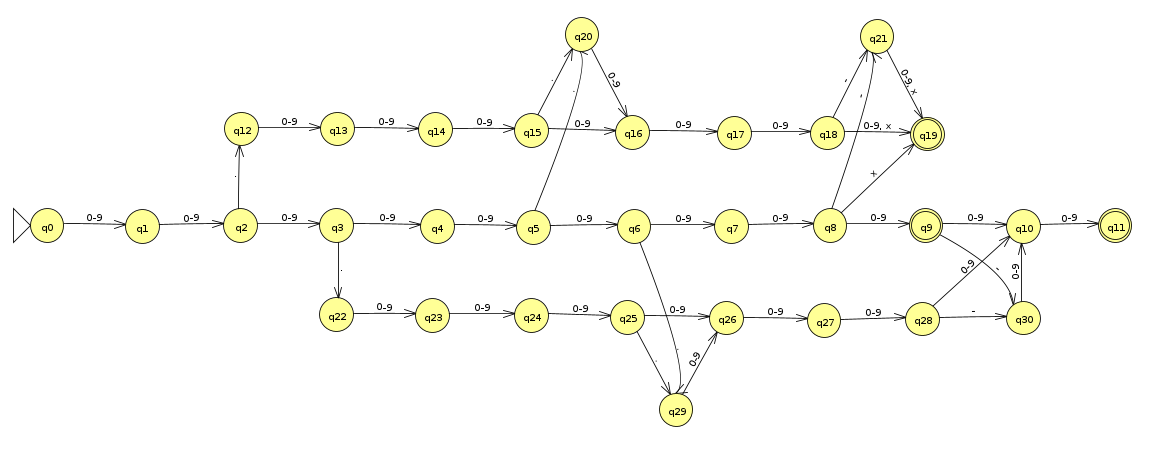 q20
q21
.
0-9
.
-
-
0-9, x
q12
0-9
q13
0-9
q14
0-9
q15
0-9
q16
0-9
q17
0-9
q18
0-9, x
q19
.
x
q0
0-9
q1
0-9
q2
0-9
q3
0-9
q4
0-9
q5
0-9
q6
0-9
q7
0-9
q8
0-9
q9
0-9
q10
0-9
q11
.
0-9
-
0-9
q22
0-9
q23
0-9
q24
0-9
q25
0-9
q26
0-9
q27
0-9
q28
-
q30
.
.
0-9
q29